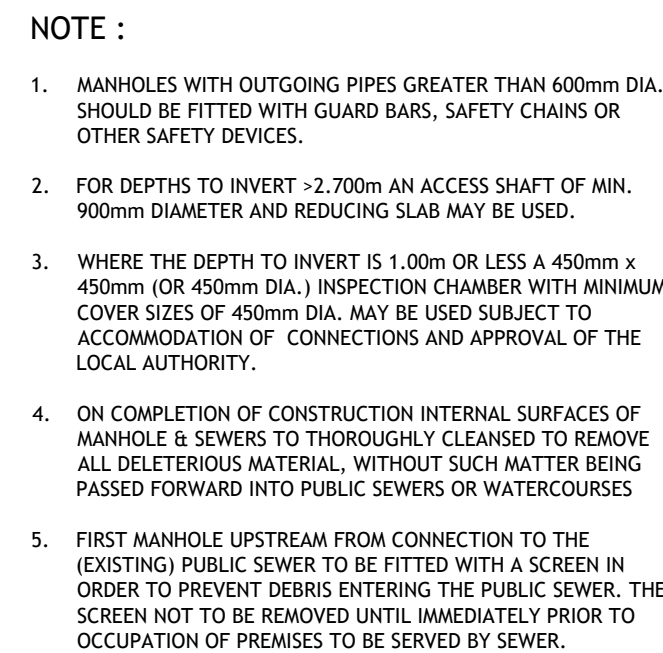 NOTE :
1. MANHOLES WITH OUTGOING PIPES GREATER THAN 600mm DIA.
SHOULD BE FITTED WITH GUARD BARS, SAFETY CHAINS OR
OTHER SAFETY DEVICES.
2. FOR DEPTHS TO INVERT >2.700m AN ACCESS SHAFT OF MIN.
900mm DIAMETER AND REDUCING SLAB MAY BE USED.
3. WHERE THE DEPTH TO INVERT IS 1.00m OR LESS A 450mm x
450mm (OR 450mm DIA.) INSPECTION CHAMBER WITH MINIMUM
COVER SIZES OF 450mm DIA. MAY BE USED SUBJECT TO
ACCOMMODATION OF CONNECTIONS AND APPROVAL OF THE
LOCAL AUTHORITY.
4. ON COMPLETION OF CONSTRUCTION INTERNAL SURFACES OF
MANHOLE & SEWERS TO THOROUGHLY CLEANSED TO REMOVE
ALL DELETERIOUS MATERIAL, WITHOUT SUCH MATTER BEING
PASSED FORWARD INTO PUBLIC SEWERS OR WATERCOURSES
5. FIRST MANHOLE UPSTREAM FROM CONNECTION TO THE
(EXISTING) PUBLIC SEWER TO BE FITTED WITH A SCREEN IN
ORDER TO PREVENT DEBRIS ENTERING THE PUBLIC SEWER. THE
SCREEN NOT TO BE REMOVED UNTIL IMMEDIATELY PRIOR TO
OCCUPATION OF PREMISES TO BE SERVED BY SEWER.